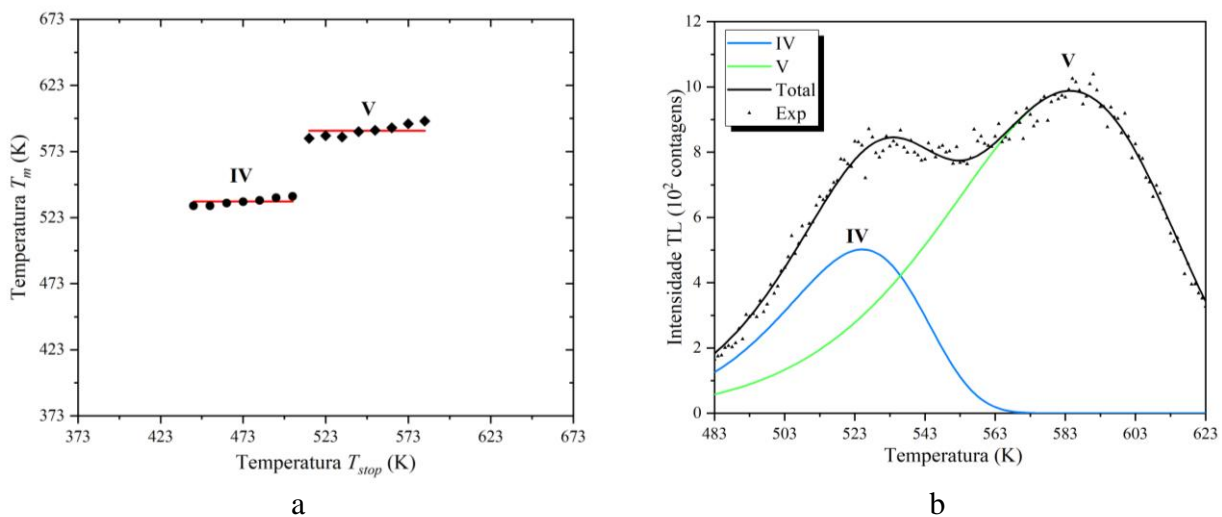 673
623
573
523
473
423
373
Temperatura T_m (K)
IV
V
373 423 473 523 573 623 673
Temperatura T_stop (K)
a
12
10
8
6
4
2
0
Intensidade TL (10² contagens)
IV
V
Total
Exp
V
IV
483 503 523 543 563 583 603 623
Temperatura (K)
b